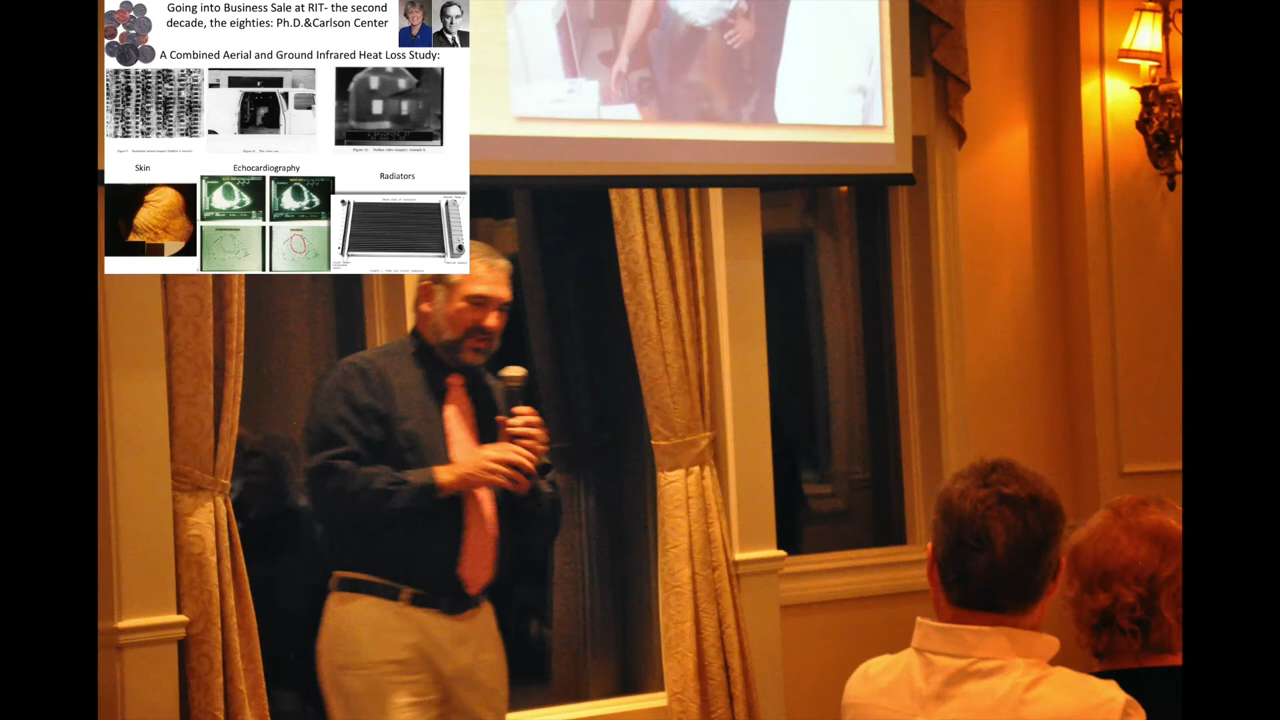 Going into Business Sale at RIT- the second
decade, the eighties: Ph.D.&Carlson Center
A Combined Aerial and Ground Infrared Heat Loss Study:
Skin
Echocardiography
Radiators